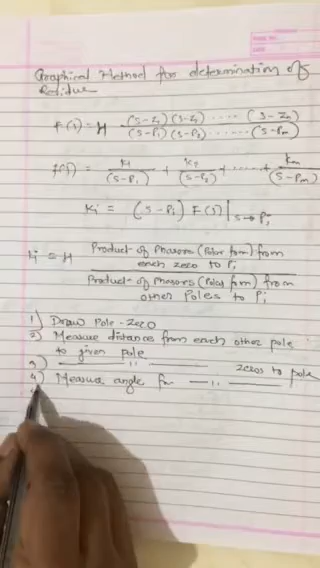 Graphical Method for determination of
Residue
F(s) = H (s-Z1)(s-Z2) ...... (s-Zn) / (s-P1)(s-P2) ....... (s-Pm)
F(s) = K1/(s-P1) + K2/(s-P2) + ....... + Km/(s-Pm)
Ki = (s-Pi) F(s) | s→Pi
Ki = H Product of Phasors (Polar form) from
each zero to Pi
Product of Phasors (Polar form) from
other Poles to Pi
1) Draw Pole-Zero
2) Measure distances from each other pole
to given pole
3) —— 〃 —— zeros to pole
4) Measure angle for —— 〃 ——